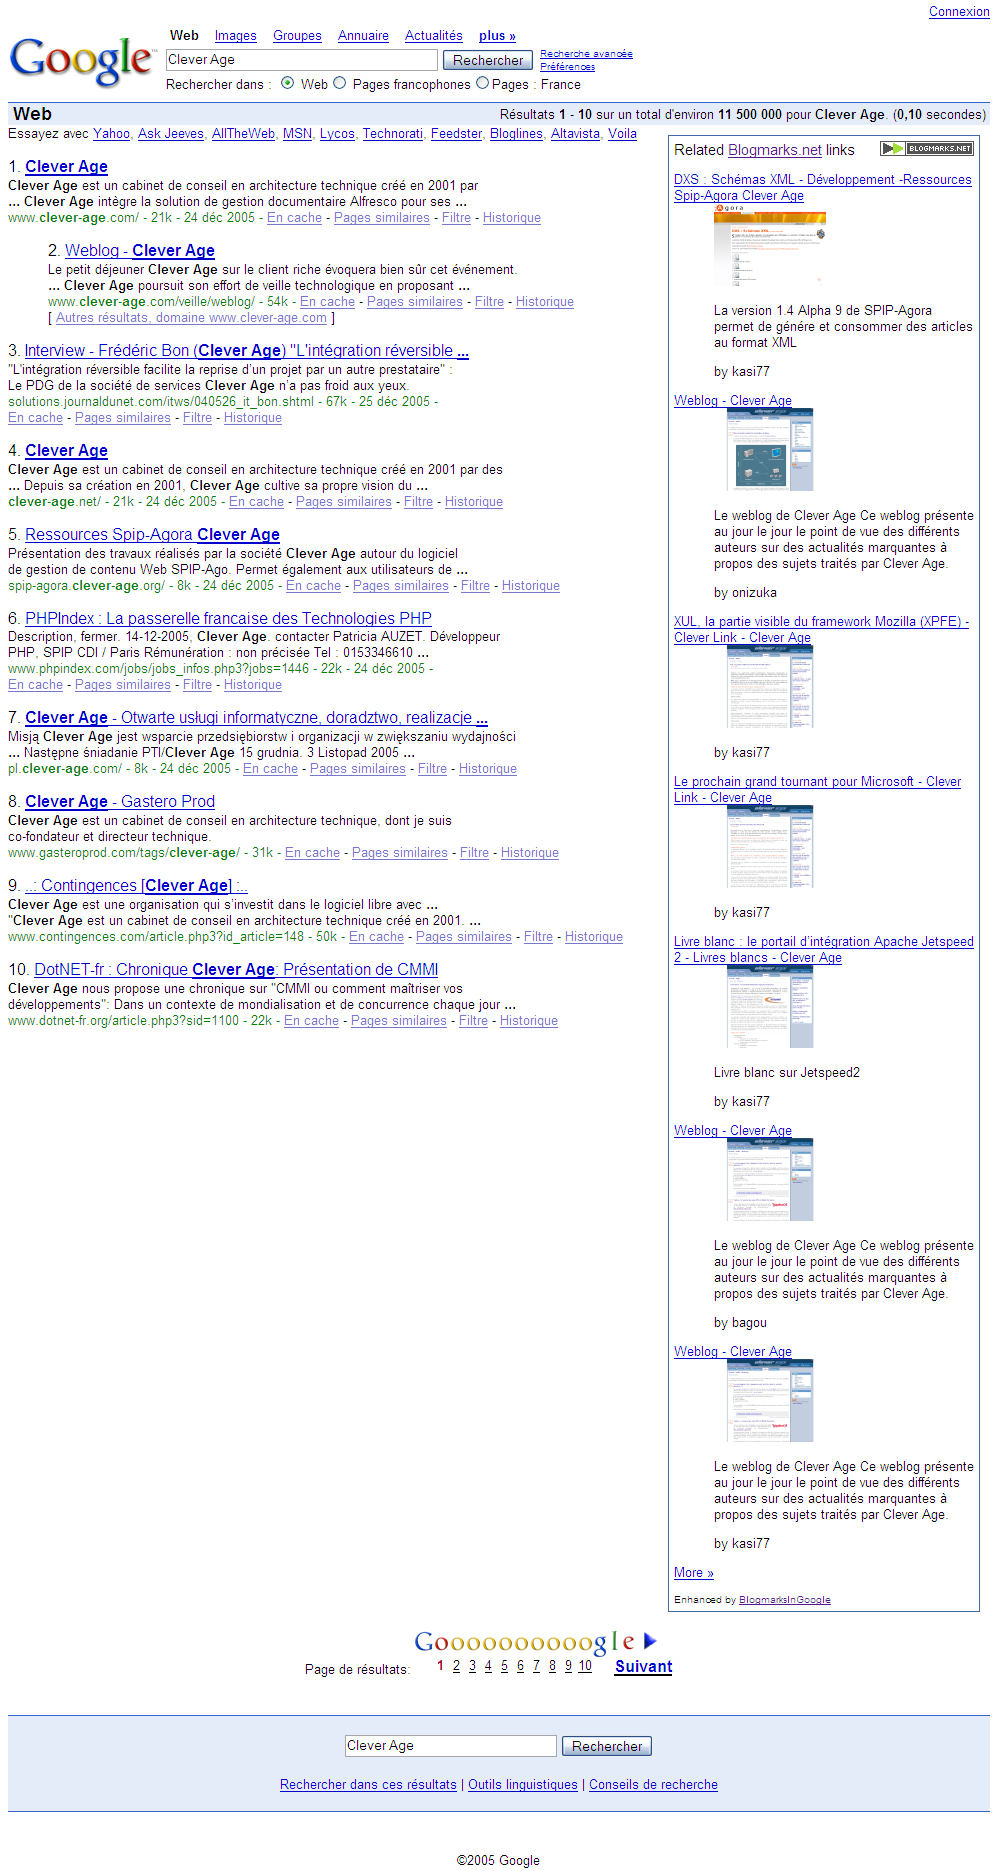 Connexion
Google™
Web Images Groupes Annuaire Actualités plus »
Clever Age Rechercher Recherche avancée
Préférences
Rechercher dans : Web Pages francophones Pages : France
Web Résultats 1 - 10 sur un total d'environ 11 500 000 pour Clever Age. (0,10 secondes)
Essayez avec Yahoo, Ask Jeeves, AllTheWeb, MSN, Lycos, Technorati, Feedster, Bloglines, Altavista, Voila
1. Clever Age
Clever Age est un cabinet de conseil en architecture technique créé en 2001 par
... Clever Age intègre la solution de gestion documentaire Alfresco pour ses ...
www.clever-age.com/ - 21k - 24 déc 2005 - En cache - Pages similaires - Filtre - Historique
2. Weblog - Clever Age
Le petit déjeuner Clever Age sur le client riche évoquera bien sûr cet événement.
... Clever Age poursuit son effort de veille technologique en proposant ...
www.clever-age.com/veille/weblog/ - 54k - En cache - Pages similaires - Filtre - Historique
[ Autres résultats, domaine www.clever-age.com ]
3. Interview - Frédéric Bon (Clever Age) "L'intégration réversible ...
"L'intégration réversible facilite la reprise d'un projet par un autre prestataire" :
Le PDG de la société de services Clever Age n'a pas froid aux yeux.
solutions.journaldunet.com/itws/040526_it_bon.shtml - 67k - 25 déc 2005 -
En cache - Pages similaires - Filtre - Historique
4. Clever Age
Clever Age est un cabinet de conseil en architecture technique créé en 2001 par des
... Depuis sa création en 2001, Clever Age cultive sa propre vision du ...
clever-age.net/ - 21k - 24 déc 2005 - En cache - Pages similaires - Filtre - Historique
5. Ressources Spip-Agora Clever Age
Présentation des travaux réalisés par la société Clever Age autour du logiciel
de gestion de contenu Web SPIP-Ago. Permet également aux utilisateurs de ...
spip-agora.clever-age.org/ - 8k - 24 déc 2005 - En cache - Pages similaires - Filtre - Historique
6. PHPIndex : La passerelle francaise des Technologies PHP
Description, fermer. 14-12-2005, Clever Age. contacter Patricia AUZET. Développeur
PHP, SPIP CDI / Paris Rémunération : non précisée Tel : 0153346610 ...
www.phpindex.com/jobs/jobs_infos.php3?jobs=1446 - 22k - 24 déc 2005 -
En cache - Pages similaires - Filtre - Historique
7. Clever Age - Otwarte usługi informatyczne, doradztwo, realizacje ...
Misją Clever Age jest wsparcie przedsiębiorstw i organizacji w zwiększaniu wydajności
... Następne śniadanie PTI/Clever Age 15 grudnia. 3 Listopad 2005 ...
pl.clever-age.com/ - 8k - 24 déc 2005 - En cache - Pages similaires - Filtre - Historique
8. Clever Age - Gastero Prod
Clever Age est un cabinet de conseil en architecture technique, dont je suis
co-fondateur et directeur technique.
www.gasteroprod.com/tags/clever-age/ - 31k - En cache - Pages similaires - Filtre - Historique
9. ..: Contingences [Clever Age] :..
Clever Age est une organisation qui s'investit dans le logiciel libre avec ...
"Clever Age est un cabinet de conseil en architecture technique créé en 2001. ...
www.contingences.com/article.php3?id_article=148 - 50k - En cache - Pages similaires - Filtre - Historique
10. DotNET-fr : Chronique Clever Age: Présentation de CMMI
Clever Age nous propose une chronique sur "CMMI ou comment maîtriser vos
développements": Dans un contexte de mondialisation et de concurrence chaque jour ...
www.dotnet-fr.org/article.php3?sid=1100 - 22k - En cache - Pages similaires - Filtre - Historique
Related Blogmarks.net links BLOGMARKS.NET
DXS : Schémas XML - Développement -Ressources
Spip-Agora Clever Age
La version 1.4 Alpha 9 de SPIP-Agora
permet de génére et consommer des articles
au format XML
by kasi77
Weblog - Clever Age
Le weblog de Clever Age Ce weblog présente
au jour le jour le point de vue des différents
auteurs sur des actualités marquantes à
propos des sujets traités par Clever Age.
by onizuka
XUL, la partie visible du framework Mozilla (XPFE) -
Clever Link - Clever Age
by kasi77
Le prochain grand tournant pour Microsoft - Clever
Link - Clever Age
by kasi77
Livre blanc : le portail d'intégration Apache Jetspeed
2 - Livres blancs - Clever Age
Livre blanc sur Jetspeed2
by kasi77
Weblog - Clever Age
Le weblog de Clever Age Ce weblog présente
au jour le jour le point de vue des différents
auteurs sur des actualités marquantes à
propos des sujets traités par Clever Age.
by bagou
Weblog - Clever Age
Le weblog de Clever Age Ce weblog présente
au jour le jour le point de vue des différents
auteurs sur des actualités marquantes à
propos des sujets traités par Clever Age.
by kasi77
More »
Enhanced by BlogmarksInGoogle
Goooooooooogle
Page de résultats: 1 2 3 4 5 6 7 8 9 10 Suivant
Clever Age Rechercher
Rechercher dans ces résultats | Outils linguistiques | Conseils de recherche
©2005 Google